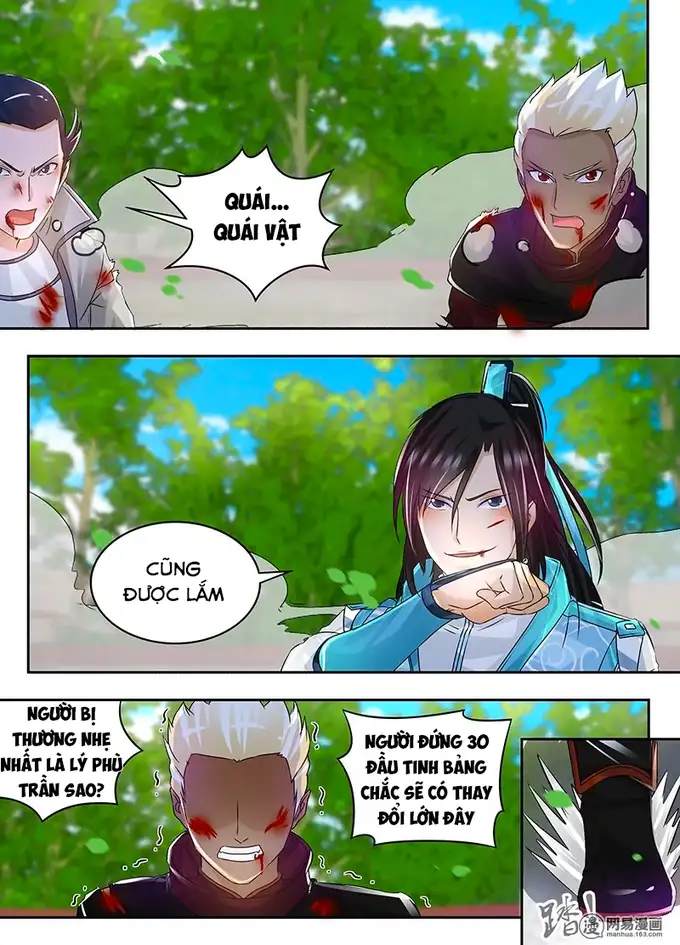 QUÁI...
QUÁI VẬT
CŨNG
ĐƯỢC LẮM
NGƯỜI BỊ
THƯƠNG NHẸ
NHẤT LÀ LÝ PHÙ
TRẦN SAO?
NGƯỜI ĐỨNG 30
ĐẦU TINH BẢNG
CHẮC SẼ CÓ THAY
ĐỔI LỚN ĐÂY
踏!
漫 网易漫画
manhua.163.com